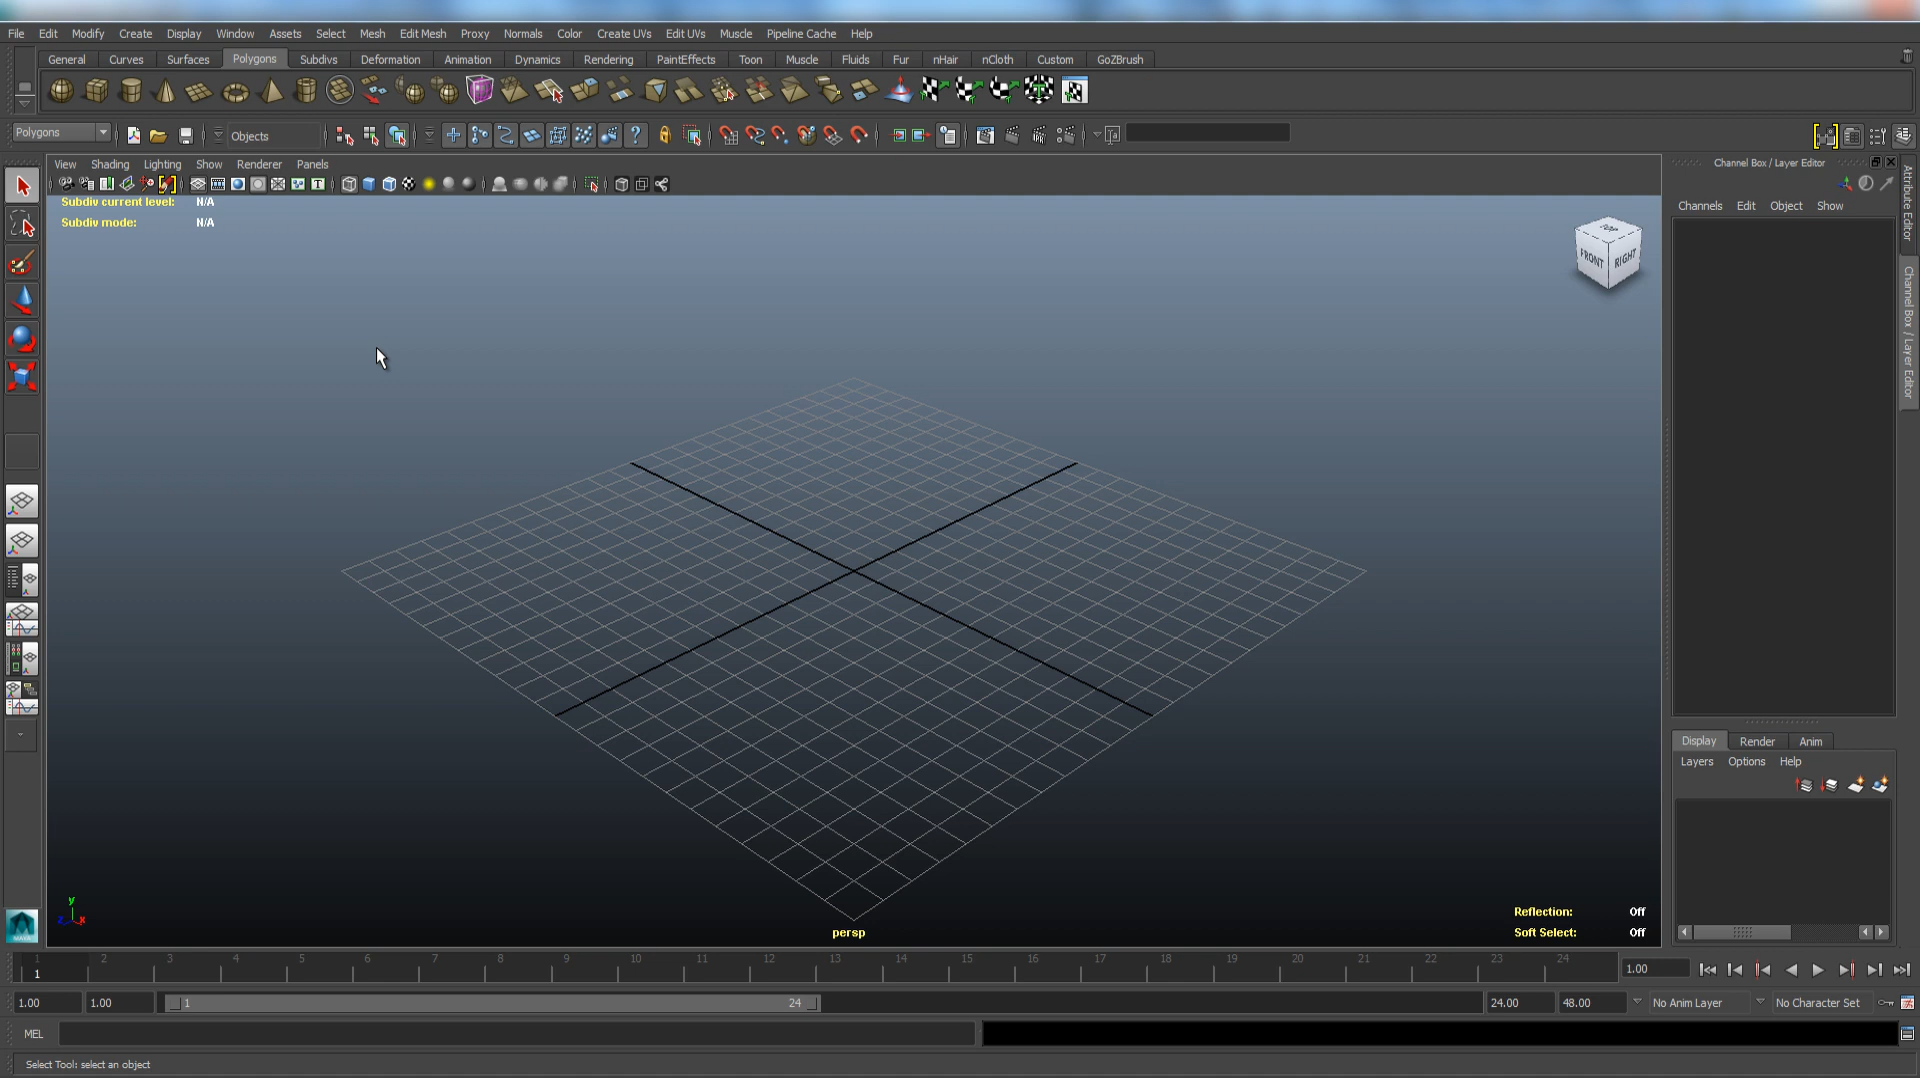 File Edit Modify Create Display Window Assets Select Mesh Edit Mesh Proxy Normals Color Create UVs Edit UVs Muscle Pipeline Cache Help
General Curves Surfaces Polygons Subdivs Deformation Animation Dynamics Rendering PaintEffects Toon Muscle Fluids Fur nHair nCloth Custom GoZBrush
Polygons Objects
View Shading Lighting Show Renderer Panels
Channel Box / Layer Editor
Channels Edit Object Show
Attribute Editor
Channel Box / Layer Editor
Subdiv current level: N/A
Subdiv mode: N/A
TOP
FRONT RIGHT
Display Render Anim
Layers Options Help
y
z x
persp
Reflection: Off
Soft Select: Off
1 2 3 4 5 6 7 8 9 10 11 12 13 14 15 16 17 18 19 20 21 22 23 24
1
1.00
1.00 1.00 1 24 24.00 48.00 No Anim Layer No Character Set
MEL
Select Tool: select an object